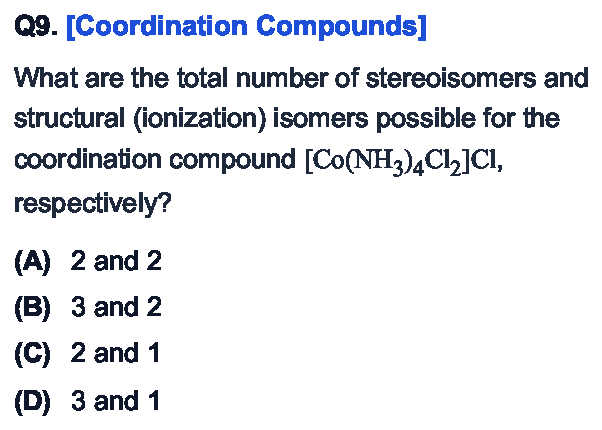 Q9. [Coordination Compounds]
What are the total number of stereoisomers and
structural (ionization) isomers possible for the
coordination compound [Co(NH₃)₄Cl₂]Cl,
respectively?
(A) 2 and 2
(B) 3 and 2
(C) 2 and 1
(D) 3 and 1